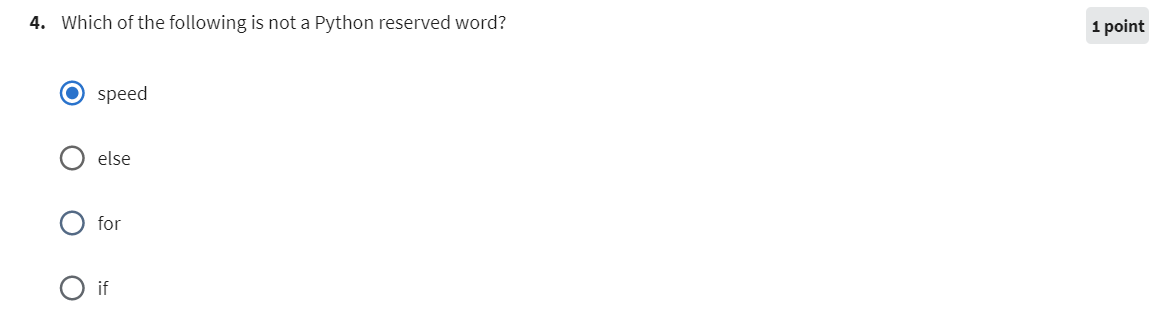 4. Which of the following is not a Python reserved word?
1 point
speed
else
for
if